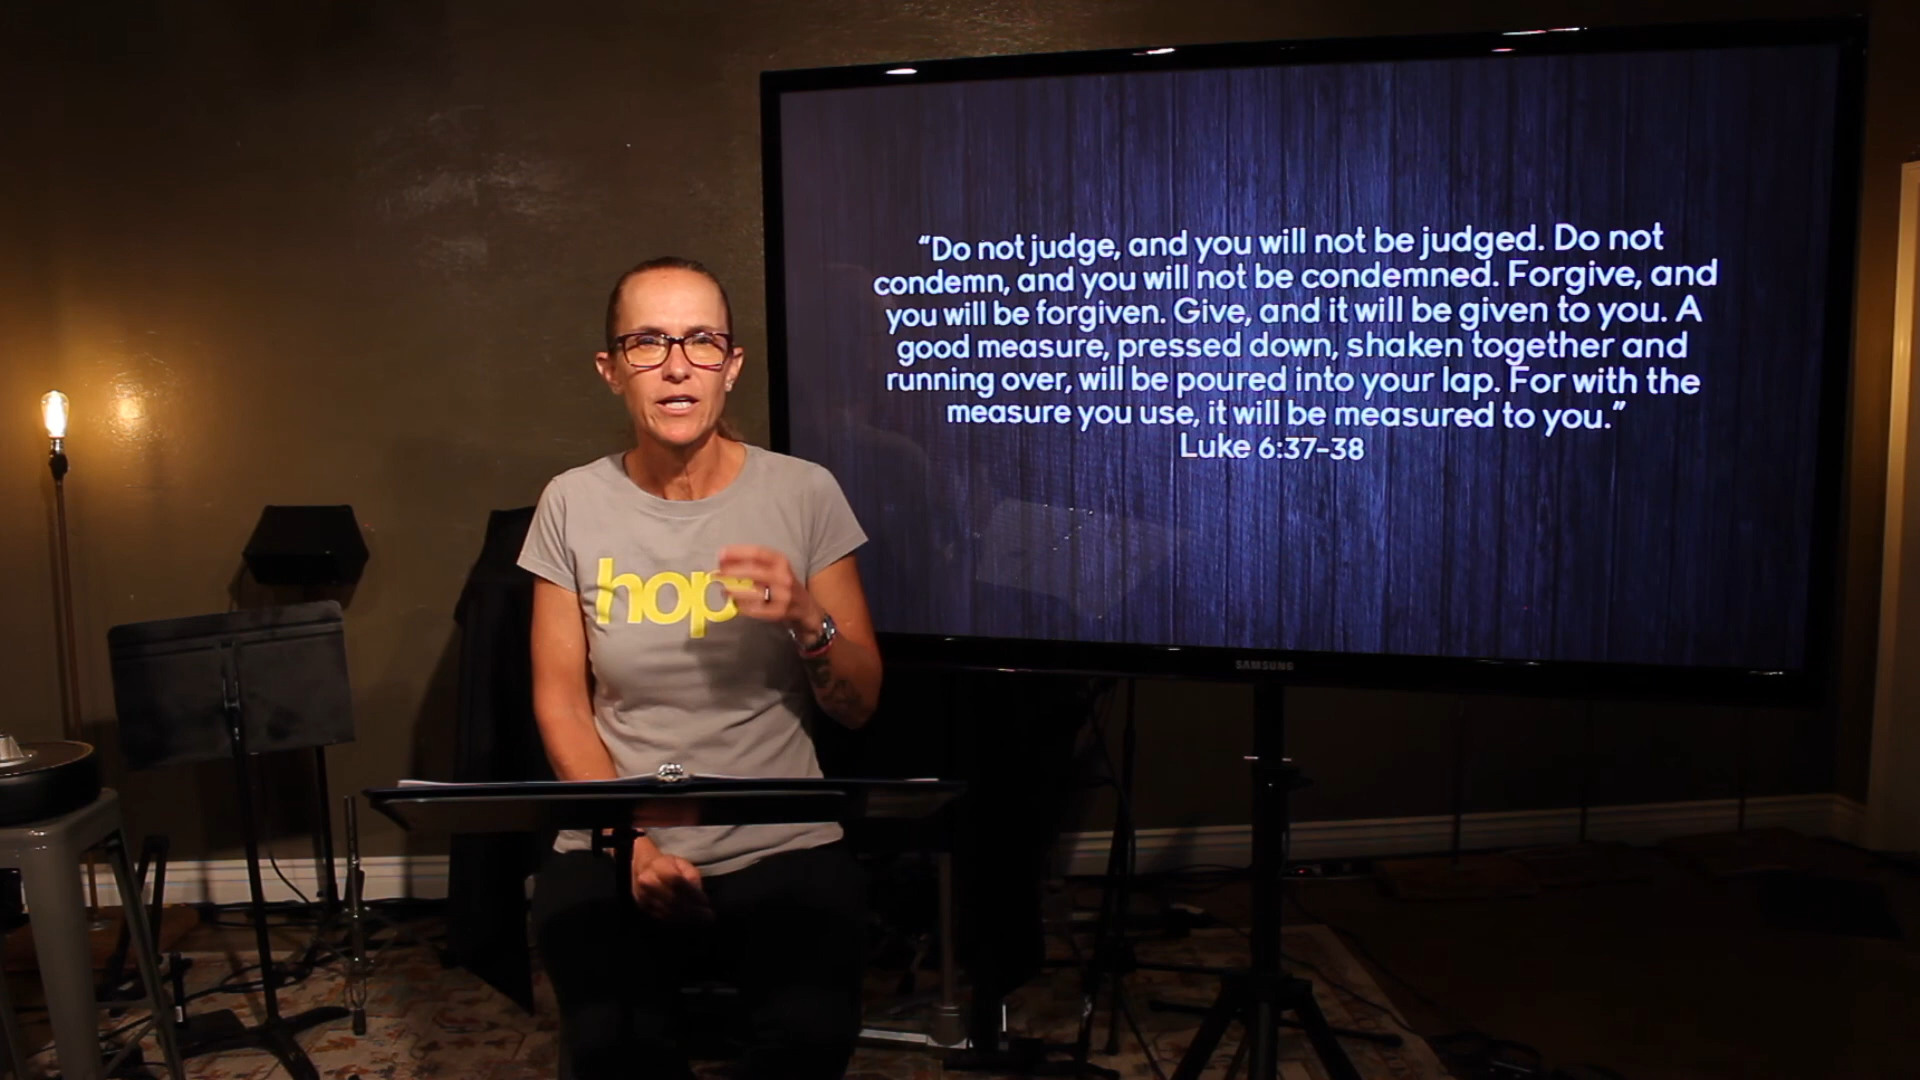 “Do not judge, and you will not be judged. Do not
condemn, and you will not be condemned. Forgive, and
you will be forgiven. Give, and it will be given to you. A
good measure, pressed down, shaken together and
running over, will be poured into your lap. For with the
measure you use, it will be measured to you.”
Luke 6:37-38
hop
SAMSUNG